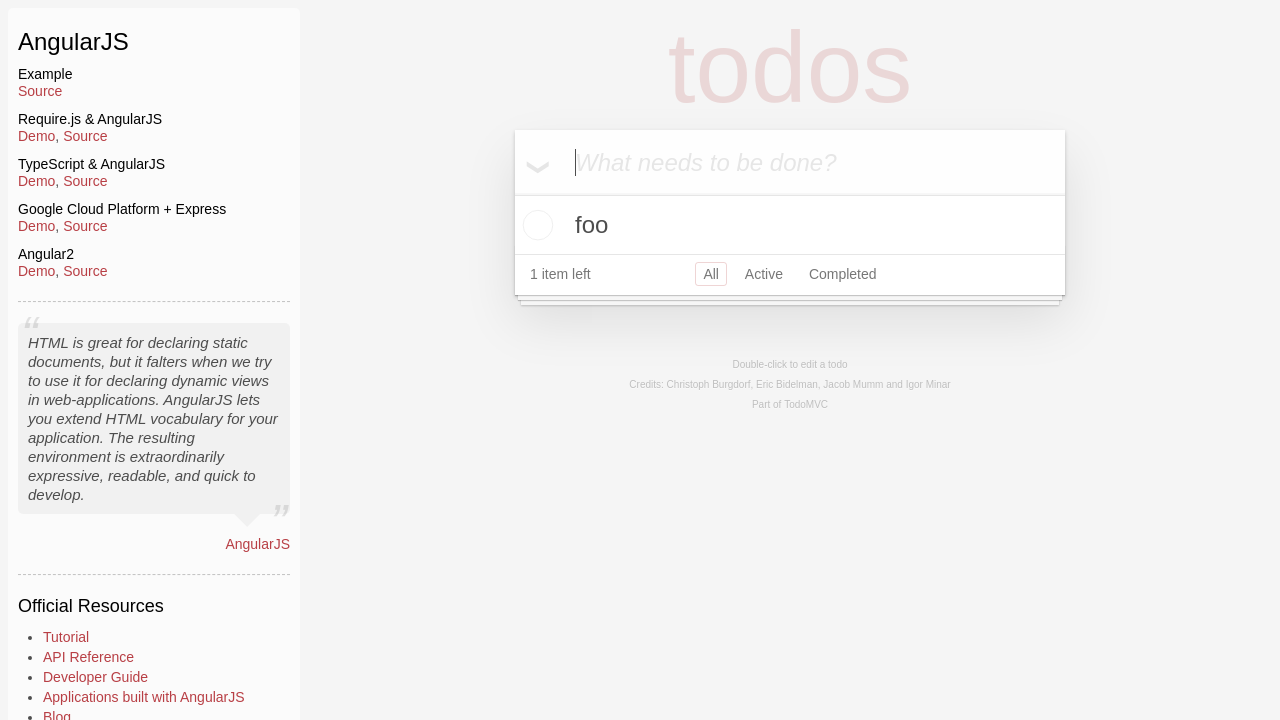 AngularJS
Example
Source
Require.js & AngularJS
Demo, Source
TypeScript & AngularJS
Demo, Source
Google Cloud Platform + Express
Demo, Source
Angular2
Demo, Source
“
HTML is great for declaring static
documents, but it falters when we try
to use it for declaring dynamic views
in web-applications. AngularJS lets
you extend HTML vocabulary for your
application. The resulting
environment is extraordinarily
expressive, readable, and quick to
develop.
”
AngularJS
Official Resources
Tutorial
API Reference
Developer Guide
Applications built with AngularJS
Blog
todos
What needs to be done?
foo
1 item left
All
Active
Completed
Double-click to edit a todo
Credits: Christoph Burgdorf, Eric Bidelman, Jacob Mumm and Igor Minar
Part of TodoMVC